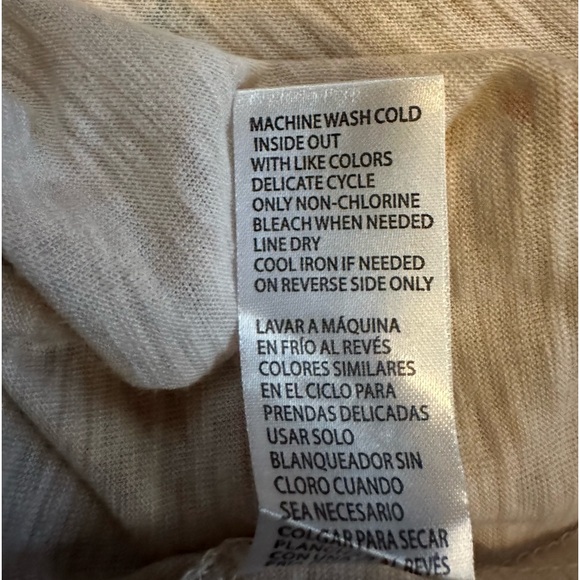 MACHINE WASH COLD
INSIDE OUT
WITH LIKE COLORS
DELICATE CYCLE
ONLY NON-CHLORINE
BLEACH WHEN NEEDED
LINE DRY
COOL IRON IF NEEDED
ON REVERSE SIDE ONLY
LAVAR A MÁQUINA
EN FRÍO AL REVÉS
COLORES SIMILARES
EN EL CICLO PARA
PRENDAS DELICADAS
USAR SOLO
BLANQUEADOR SIN
CLORO CUANDO
SEA NECESARIO
COLGAR PARA SECAR
AL REVÉS